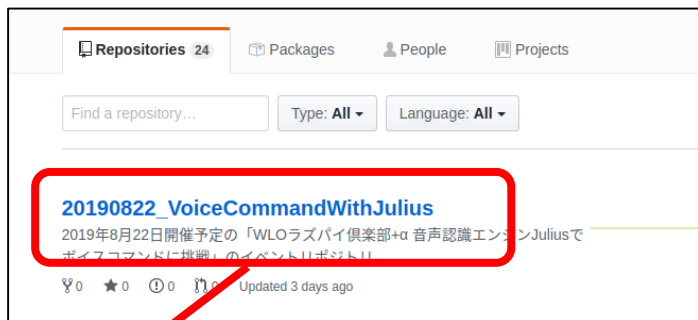 Repositories 24 Packages People Projects
Find a repository… Type: All Language: All
20190822_VoiceCommandWithJulius
2019年8月22日開催予定の「WLOラズパイ倶楽部+α 音声認識エンジンJuliusで
ボイスコマンドに挑戦」のイベントリポジトリ
0 0 0 0 Updated 3 days ago